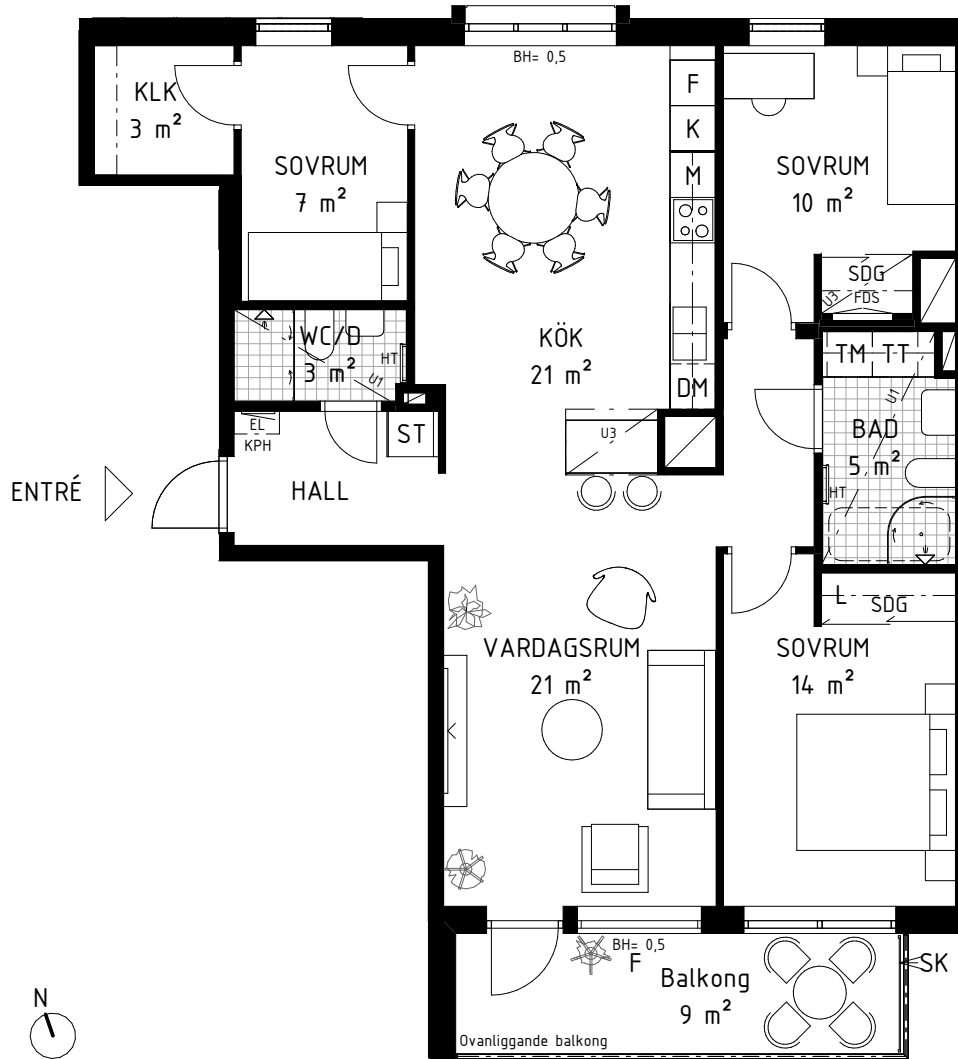 BH= 0,5
KLK
3 m²
F
K
M
SOVRUM
7 m²
SOVRUM
10 m²
SDG
U3
FDS
WC/D
3 m²
HT
U1
KÖK
21 m²
DM
TM
TT
U1
BAD
5 m²
HT
EL
KPH
ST
U3
ENTRÉ
HALL
L
SDG
VARDAGSRUM
21 m²
SOVRUM
14 m²
BH= 0,5
F
Balkong
9 m²
SK
N
Ovanliggande balkong